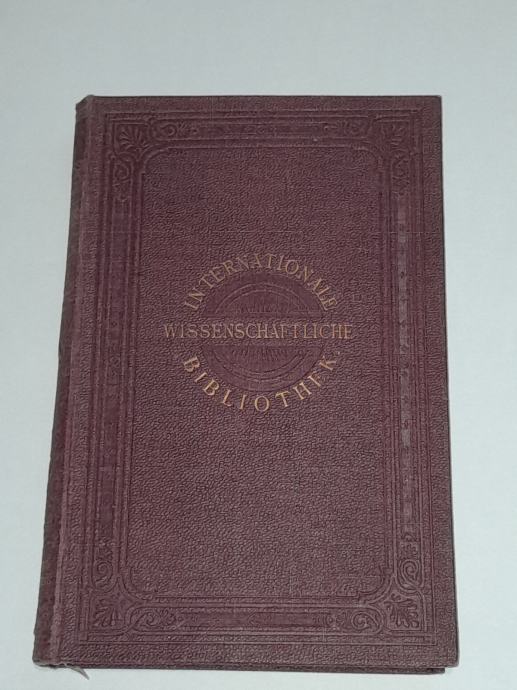 INTERNATIONALE
WISSENSCHAFTLICHE
BIBLIOTHEK.